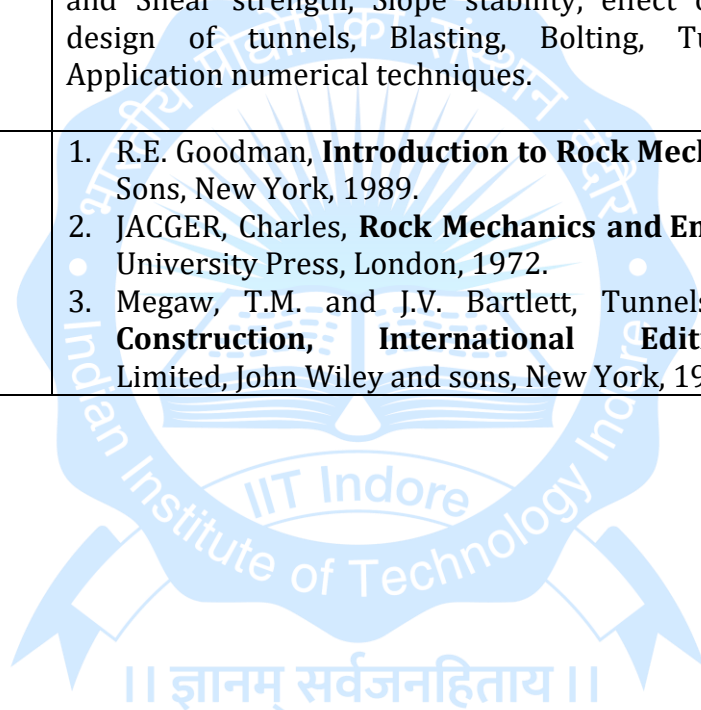 and Shear strength, Slope stability, effect o
design of tunnels, Blasting, Bolting, Tu
Application numerical techniques.
1. R.E. Goodman, Introduction to Rock Mech
Sons, New York, 1989.
2. JACGER, Charles, Rock Mechanics and En
University Press, London, 1972.
3. Megaw, T.M. and J.V. Bartlett, Tunnels
Construction, International Editi
Limited, John Wiley and sons, New York, 19
भारतीय प्रौद्योगिकी संस्थान इंदौर
Indian Institute of Technology Indore
IIT Indore
।। ज्ञानम् सर्वजनहिताय ।।